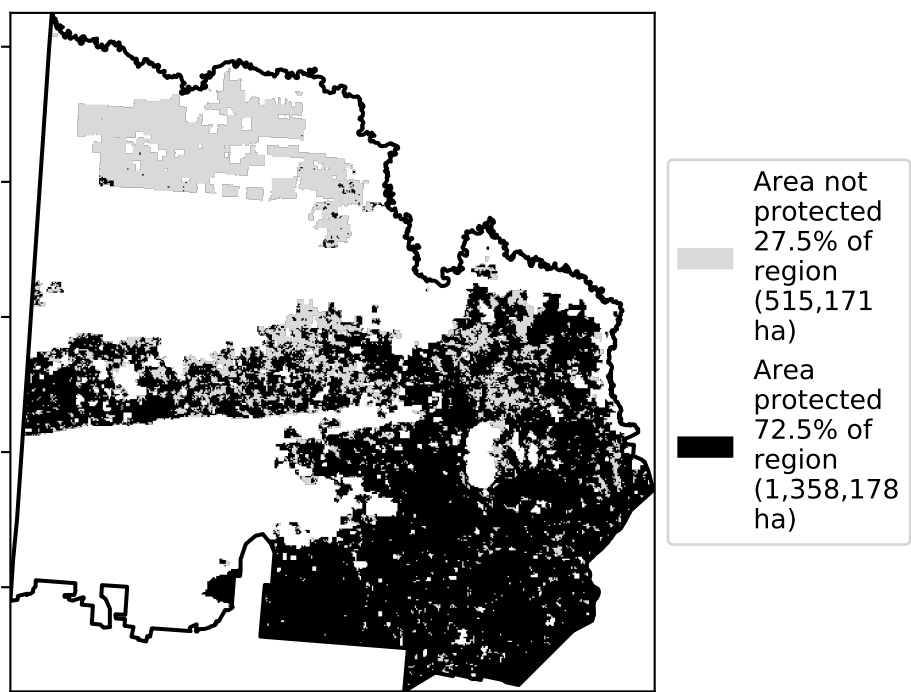 Area not
protected
27.5% of
region
(515,171
ha)
Area
protected
72.5% of
region
(1,358,178
ha)